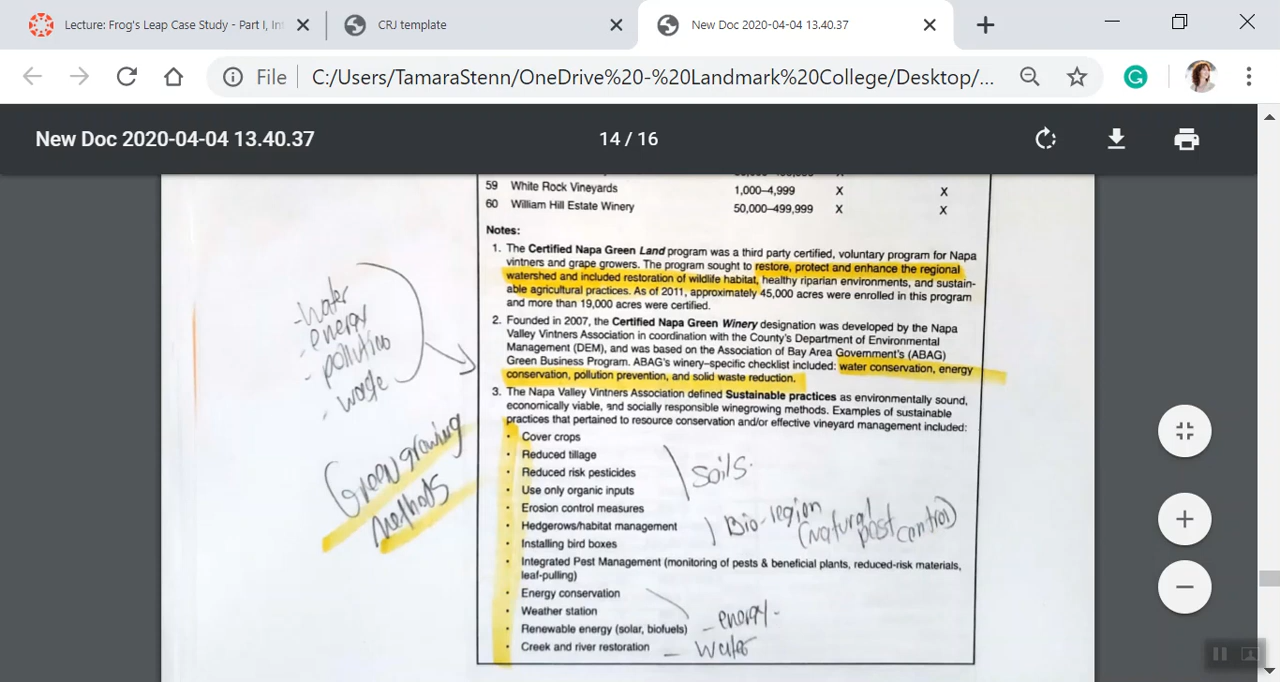 Lecture: Frog's Leap Case Study - Part I, Int
CRJ template
New Doc 2020-04-04 13.40.37
File
C:/Users/TamaraStenn/OneDrive%20-%20Landmark%20College/Desktop/...
New Doc 2020-04-04 13.40.37
14 / 16
59 White Rock Vineyards 1,000–4,999 X X
60 William Hill Estate Winery 50,000–499,999 X X
Notes:
1. The Certified Napa Green Land program was a third party certified, voluntary program for Napa
vintners and grape growers. The program sought to restore, protect and enhance the regional
watershed and included restoration of wildlife habitat, healthy riparian environments, and sustain-
able agricultural practices. As of 2011, approximately 45,000 acres were enrolled in this program
and more than 19,000 acres were certified.
2. Founded in 2007, the Certified Napa Green Winery designation was developed by the Napa
Valley Vintners Association in coordination with the County's Department of Environmental
Management (DEM), and was based on the Association of Bay Area Government's (ABAG)
Green Business Program. ABAG's winery–specific checklist included: water conservation, energy
conservation, pollution prevention, and solid waste reduction.
3. The Napa Valley Vintners Association defined Sustainable practices as environmentally sound,
economically viable, and socially responsible winegrowing methods. Examples of sustainable
practices that pertained to resource conservation and/or effective vineyard management included:
• Cover crops
• Reduced tillage
• Reduced risk pesticides
• Use only organic inputs
• Erosion control measures
• Hedgerows/habitat management
• Installing bird boxes
• Integrated Pest Management (monitoring of pests & beneficial plants, reduced-risk materials,
leaf-pulling)
• Energy conservation
• Weather station
• Renewable energy (solar, biofuels)
• Creek and river restoration
- water
- energy
- pollution
- waste
Green growing
methods
Soils
Bio-region
(natural
pest control)
- energy -
- water